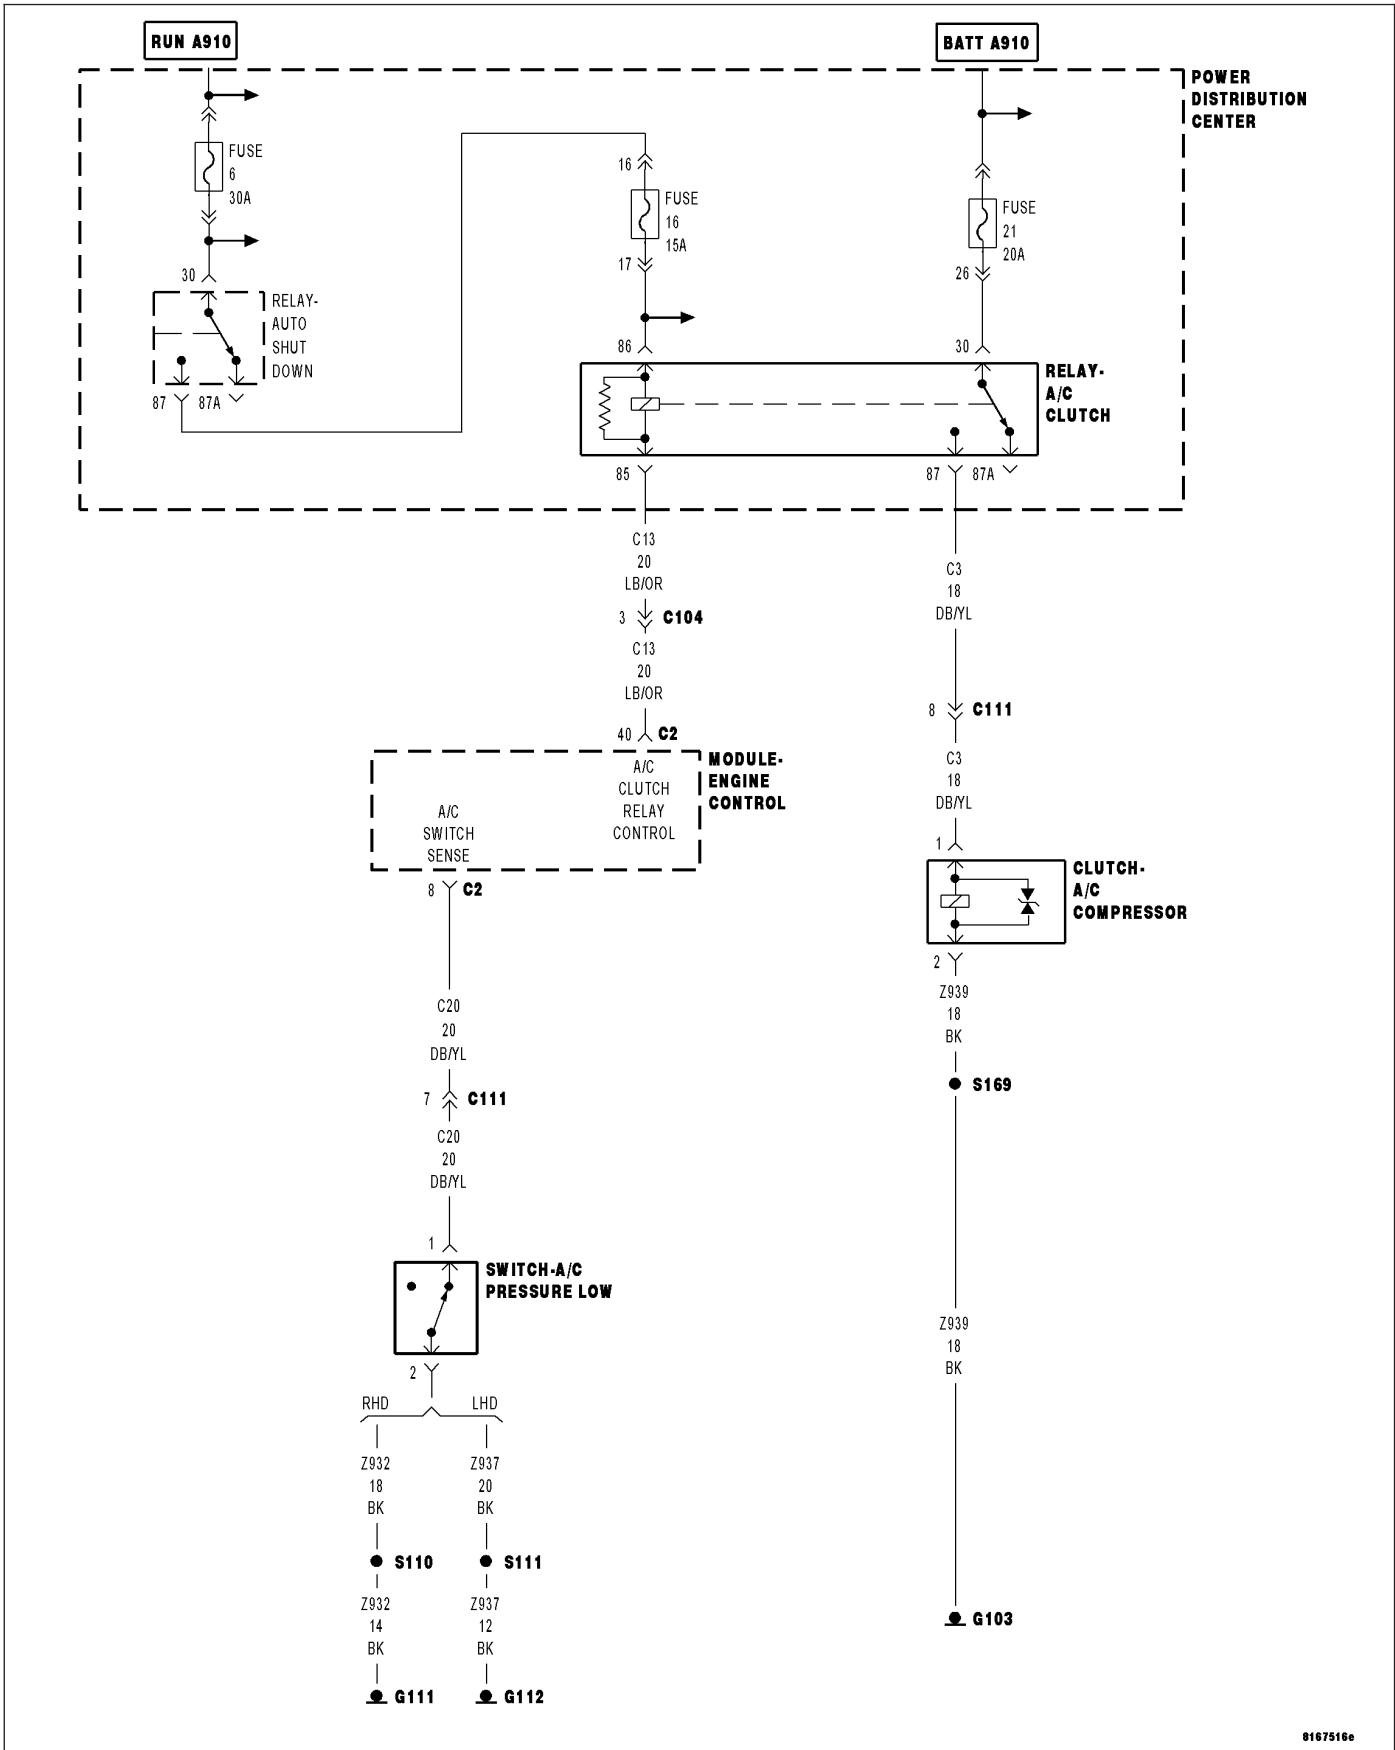 RUN A910
BATT A910
POWER
DISTRIBUTION
CENTER
FUSE
6
30A
16
FUSE
16
15A
17
FUSE
21
20A
26
30
RELAY-
AUTO
SHUT
DOWN
87
87A
86
30
RELAY-
A/C
CLUTCH
85
87
87A
C13
20
LB/OR
3
C104
C13
20
LB/OR
40
C2
C3
18
DB/YL
8
C111
C3
18
DB/YL
1
MODULE-
ENGINE
CONTROL
A/C
CLUTCH
RELAY
CONTROL
A/C
SWITCH
SENSE
8
C2
CLUTCH-
A/C
COMPRESSOR
2
Z939
18
BK
S169
C20
20
DB/YL
7
C111
C20
20
DB/YL
1
SWITCH-A/C
PRESSURE LOW
2
Z939
18
BK
RHD
LHD
Z932
18
BK
Z937
20
BK
S110
S111
Z932
14
BK
Z937
12
BK
G103
G111
G112
8167516e